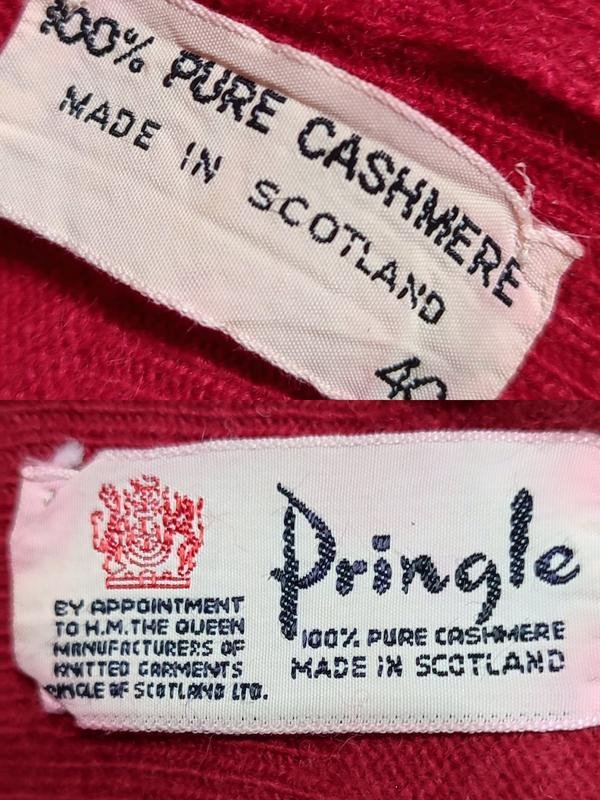 100% PURE CASHMERE
MADE IN SCOTLAND
40
Pringle
100% PURE CASHMERE
MADE IN SCOTLAND
BY APPOINTMENT
TO H.M. THE QUEEN
MANUFACTURERS OF
KNITTED GARMENTS
PRINGLE OF SCOTLAND LTD.